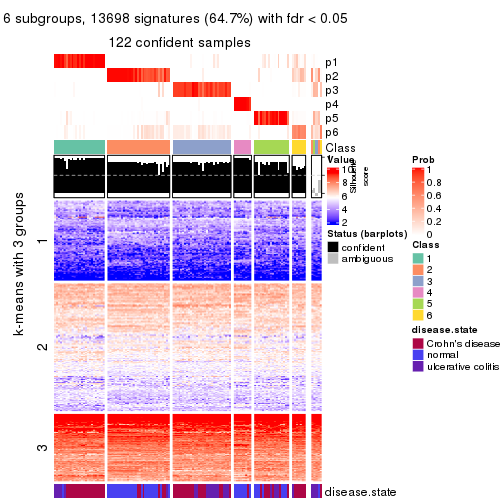 6 subgroups, 13698 signatures (64.7%) with fdr < 0.05
122 confident samples
p1
p2
p3
p4
p5
p6
Class
Silhouette
score
k-means with 3 groups
1
2
3
disease.state
Value
10
8
6
4
2
Status (barplots)
confident
ambiguous
Prob
1
0.8
0.6
0.4
0.2
0
Class
1
2
3
4
5
6
disease.state
Crohn's disease
normal
ulcerative colitis